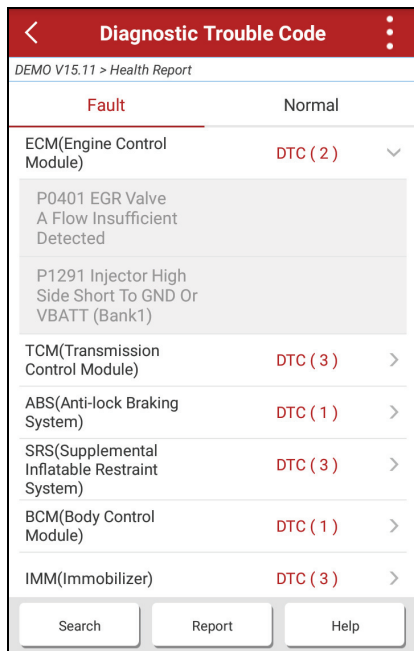 Diagnostic Trouble Code
DEMO V15.11 > Health Report
Fault
Normal
ECM(Engine Control
Module)
DTC ( 2 )
P0401 EGR Valve
A Flow Insufficient
Detected
P1291 Injector High
Side Short To GND Or
VBATT (Bank1)
TCM(Transmission
Control Module)
DTC ( 3 )
ABS(Anti-lock Braking
System)
DTC ( 1 )
SRS(Supplemental
Inflatable Restraint
System)
DTC ( 3 )
BCM(Body Control
Module)
DTC ( 1 )
IMM(Immobilizer)
DTC ( 3 )
Search
Report
Help